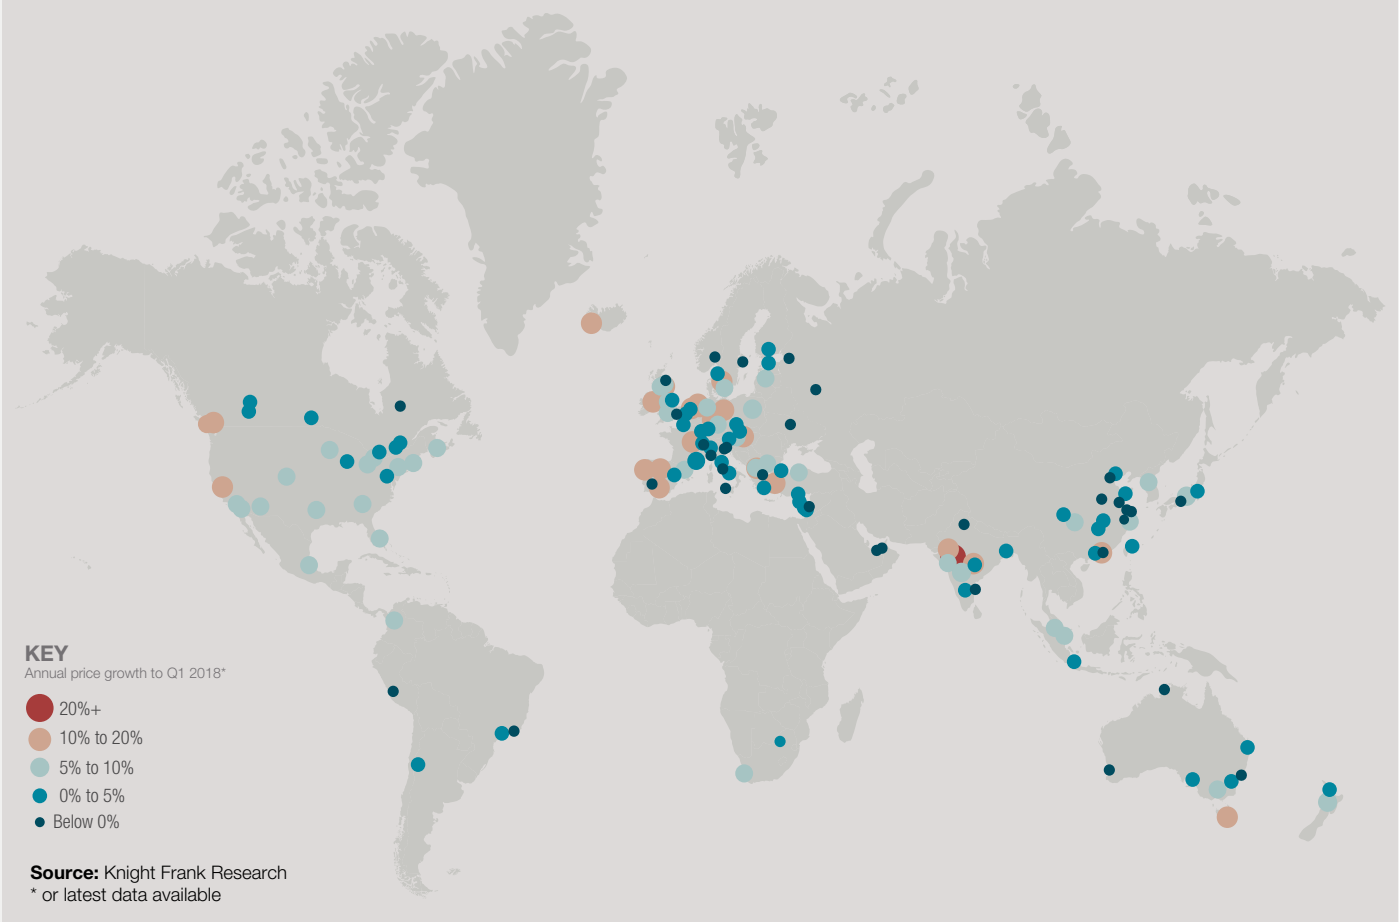 KEY
Annual price growth to Q1 2018*
20%+
10% to 20%
5% to 10%
0% to 5%
Below 0%
Source: Knight Frank Research
* or latest data available